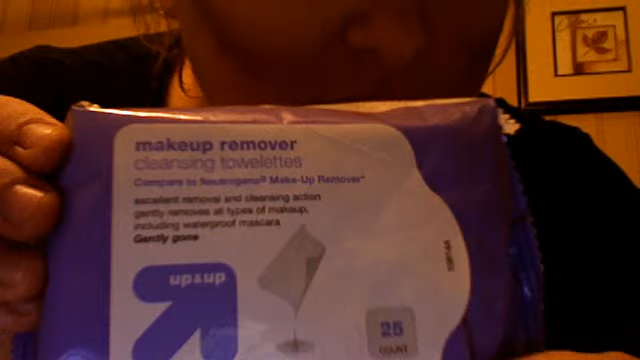 makeup remover
cleansing towelettes
Compare to Neutrogena® Make-Up Remover*
excellent removal and cleansing action
gently removes all types of makeup,
including waterproof mascara
Gently gone
up&up
25
COUNT